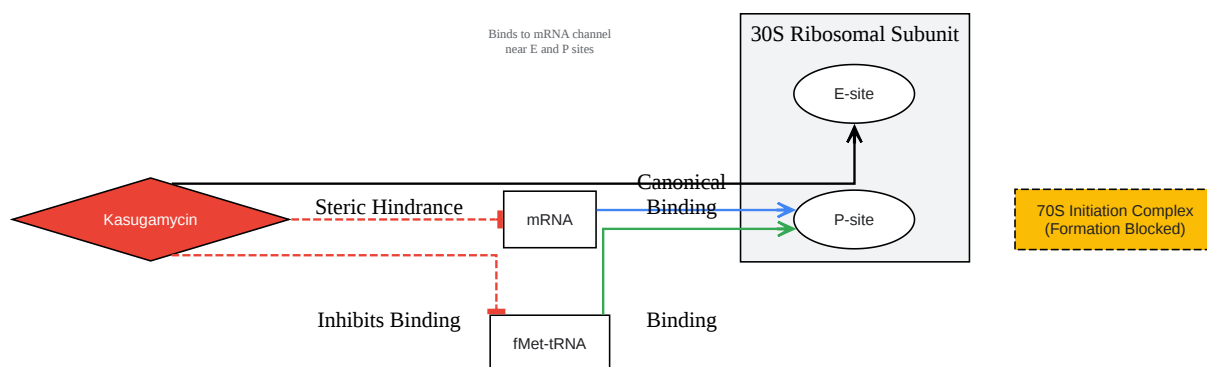 Binds to mRNA channel
near E and P sites
30S Ribosomal Subunit
E-site
Canonical
Binding
Kasugamycin
Steric Hindrance
mRNA
P-site
70S Initiation Complex
(Formation Blocked)
Inhibits Binding
Binding
fMet-tRNA